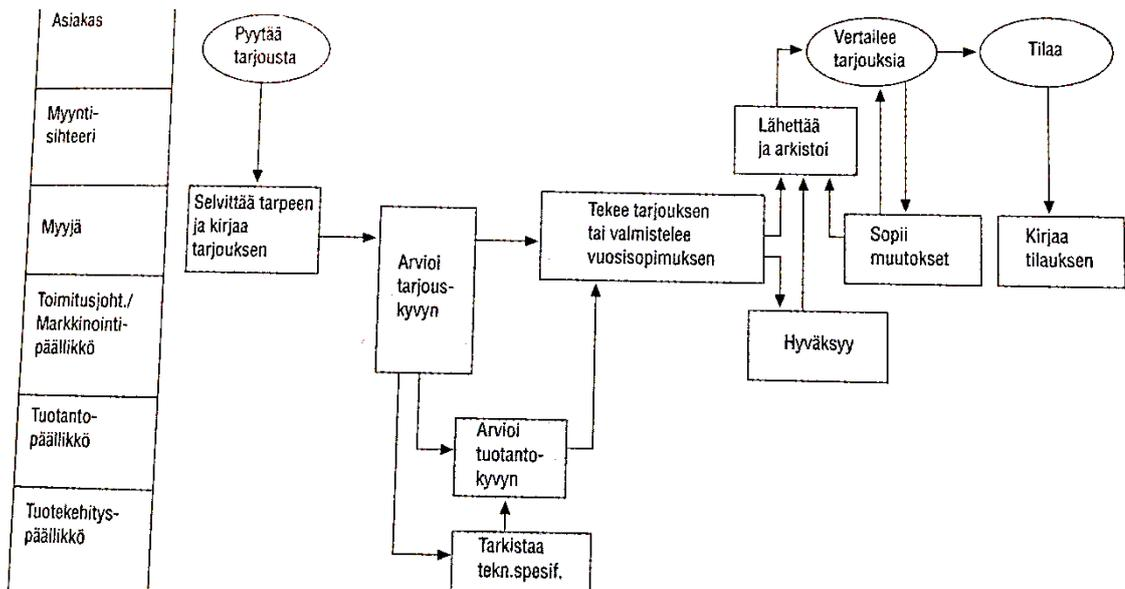 Asiakas
Myynti-
sihteeri
Myyjä
Toimitusjoht./
Markkinointi-
päällikkö
Tuotanto-
päällikkö
Tuotekehitys-
päällikkö
Pyytää
tarjousta
Selvittää tarpeen
ja kirjaa
tarjouksen
Arvioi
tarjous-
kyvyn
Arvioi
tuotanto-
kyvyn
Tarkistaa
tekn.spesif.
Tekee tarjouksen
tai valmistelee
vuosisopimuksen
Hyväksyy
Lähettää
ja arkistoi
Vertailee
tarjouksia
Sopii
muutokset
Tilaa
Kirjaa
tilauksen